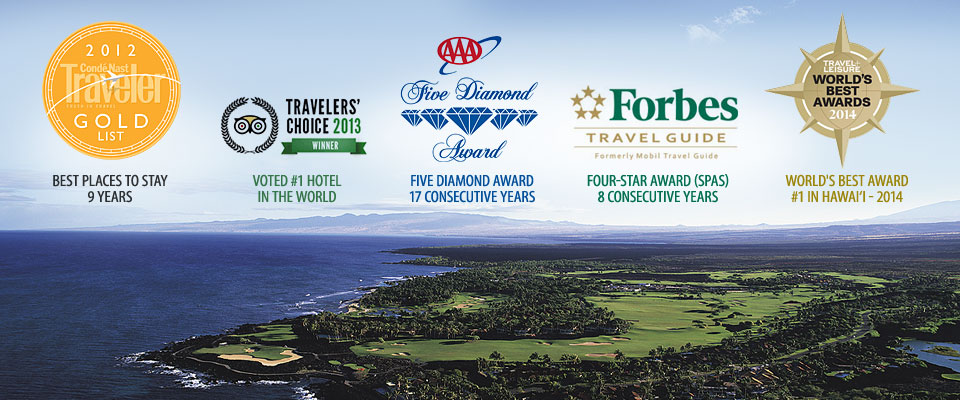 2012
Condé Nast
Traveler
TRUTH IN TRAVEL
GOLD
LIST
BEST PLACES TO STAY
9 YEARS
TRAVELERS'
CHOICE 2013
WINNER
VOTED #1 HOTEL
IN THE WORLD
AAA
Five Diamond
Award
FIVE DIAMOND AWARD
17 CONSECUTIVE YEARS
Forbes
TRAVEL GUIDE
Formerly Mobil Travel Guide
FOUR-STAR AWARD (SPAS)
8 CONSECUTIVE YEARS
TRAVEL+
LEISURE
WORLD'S
BEST
AWARDS
2014
WORLD'S BEST AWARD
#1 IN HAWAI‘I - 2014